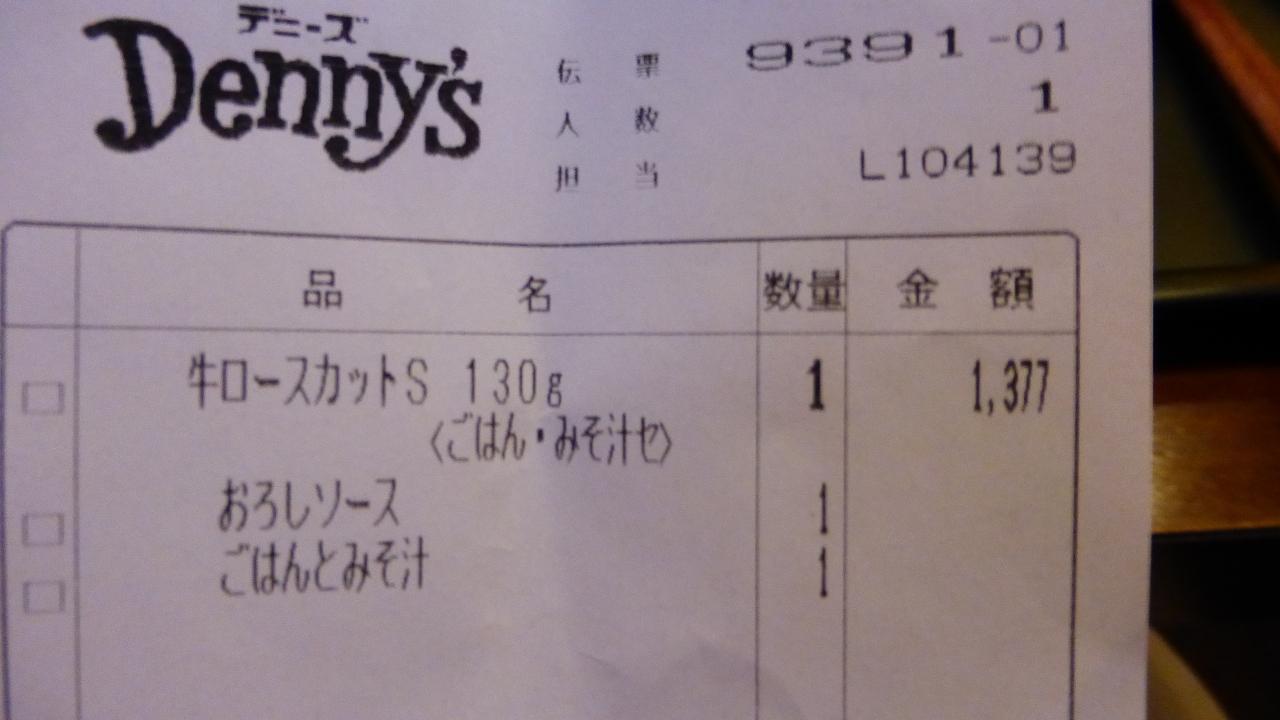 デニーズ
Denny's
伝票 9391-01
人数 1
担当 L104139
品名 数量 金額
牛ロースカットS 130g 1 1,377
〈ごはん・みそ汁セ〉
おろしソース 1
ごはんとみそ汁 1